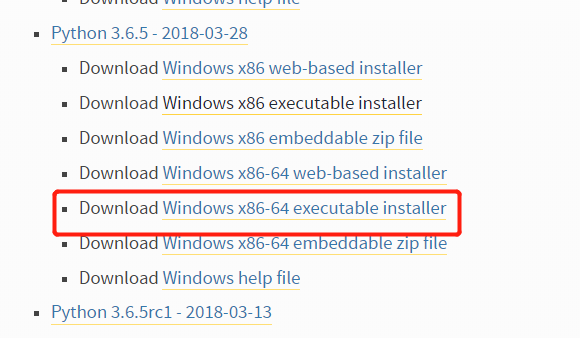 Download Windows help file
Python 3.6.5 - 2018-03-28
Download Windows x86 web-based installer
Download Windows x86 executable installer
Download Windows x86 embeddable zip file
Download Windows x86-64 web-based installer
Download Windows x86-64 executable installer
Download Windows x86-64 embeddable zip file
Download Windows help file
Python 3.6.5rc1 - 2018-03-13